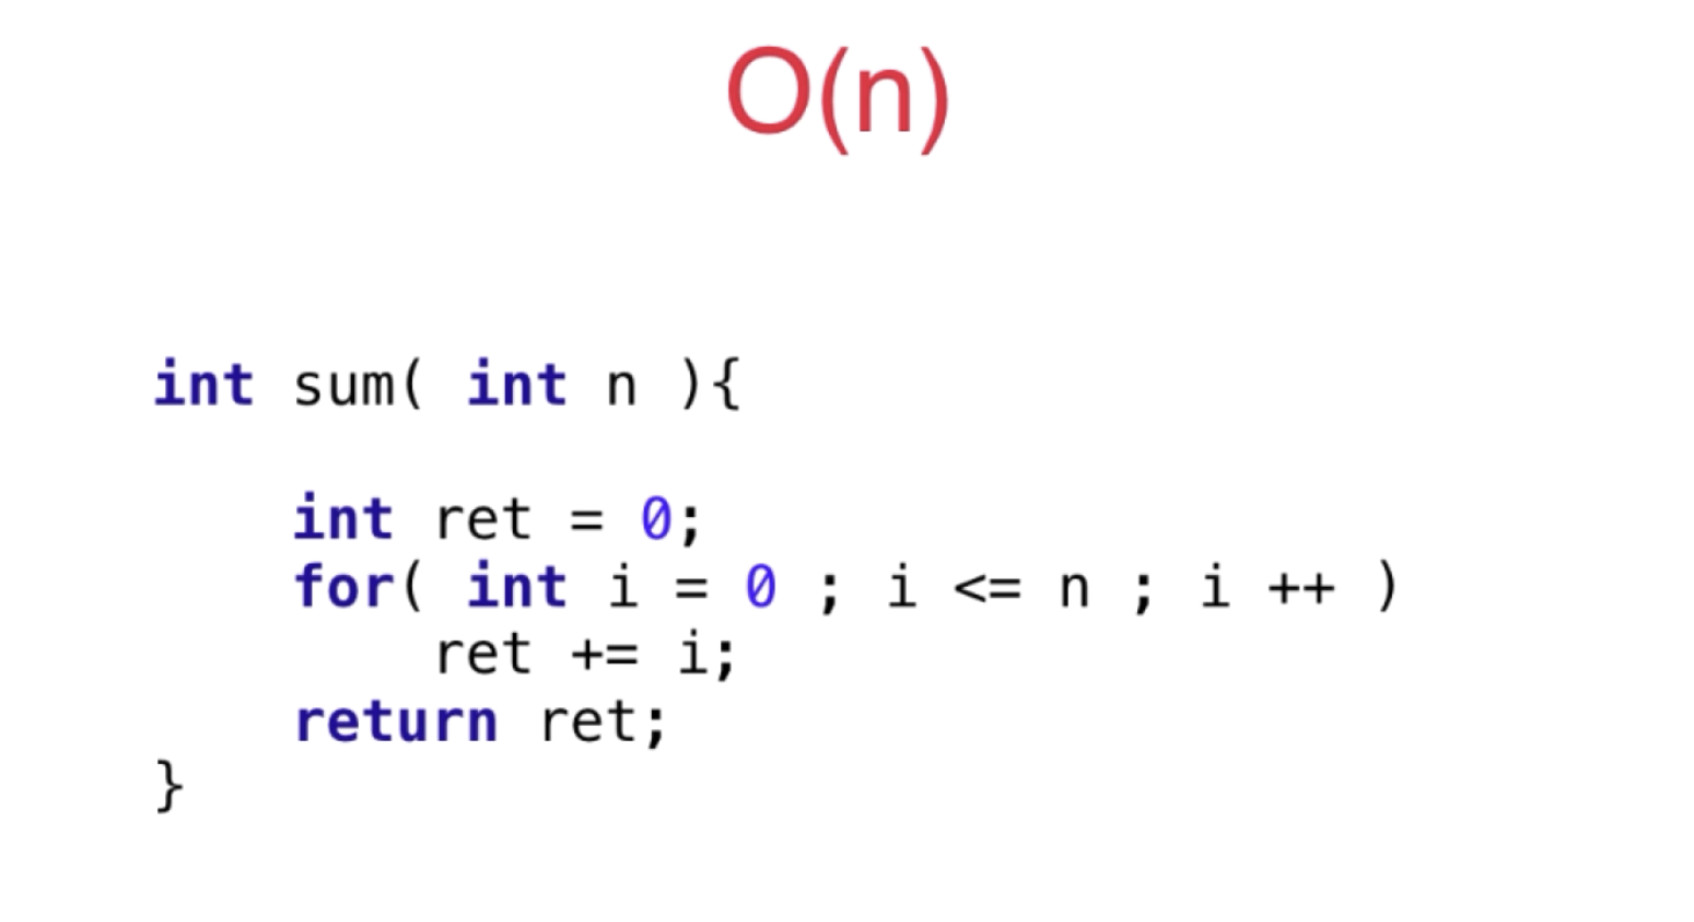 O(n)
int sum( int n ){
int ret = 0;
for( int i = 0 ; i <= n ; i ++ )
ret += i;
return ret;
}